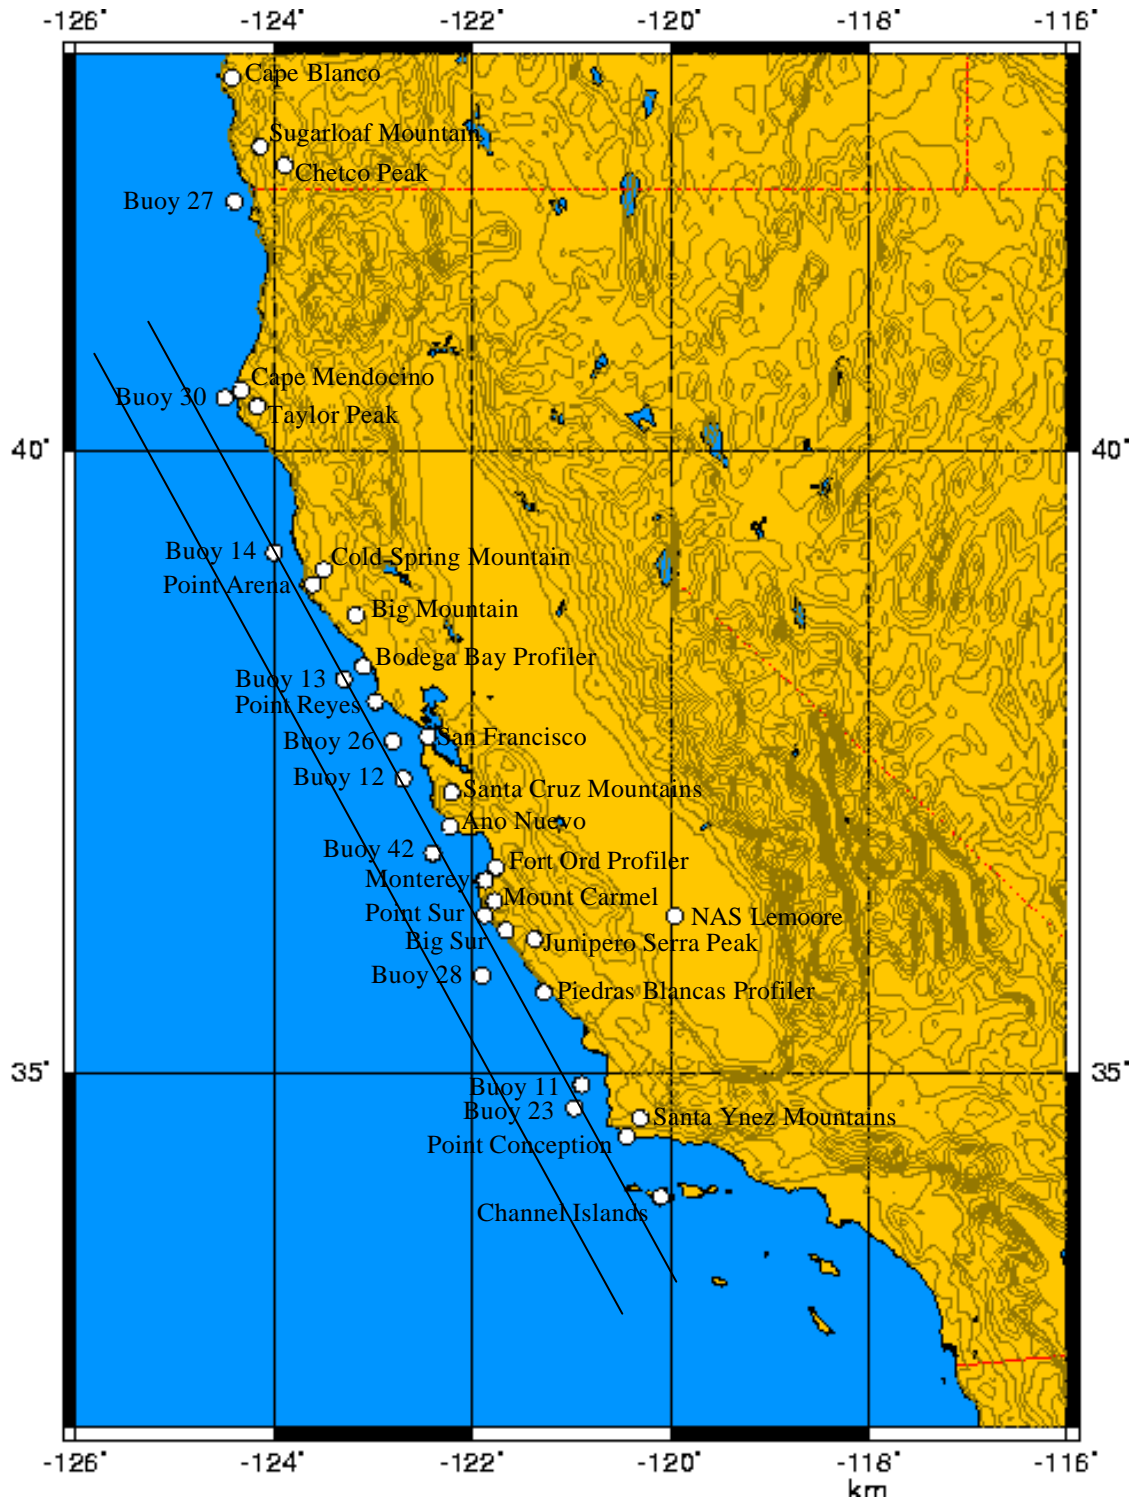 -126°
-124°
-122°
-120°
-118°
-116°
Cape Blanco
Sugarloaf Mountain
Chetco Peak
Buoy 27
Cape Mendocino
Buoy 30
Taylor Peak
40°
40°
Buoy 14
Cold Spring Mountain
Point Arena
Big Mountain
Bodega Bay Profiler
Buoy 13
Point Reyes
Buoy 26
San Francisco
Buoy 12
Santa Cruz Mountains
Ano Nuevo
Buoy 42
Fort Ord Profiler
Monterey
Mount Carmel
Point Sur
NAS Lemoore
Big Sur
Junipero Serra Peak
Buoy 28
Piedras Blancas Profiler
35°
35°
Buoy 11
Buoy 23
Santa Ynez Mountains
Point Conception
Channel Islands
-126°
-124°
-122°
-120°
-118°
-116°
km